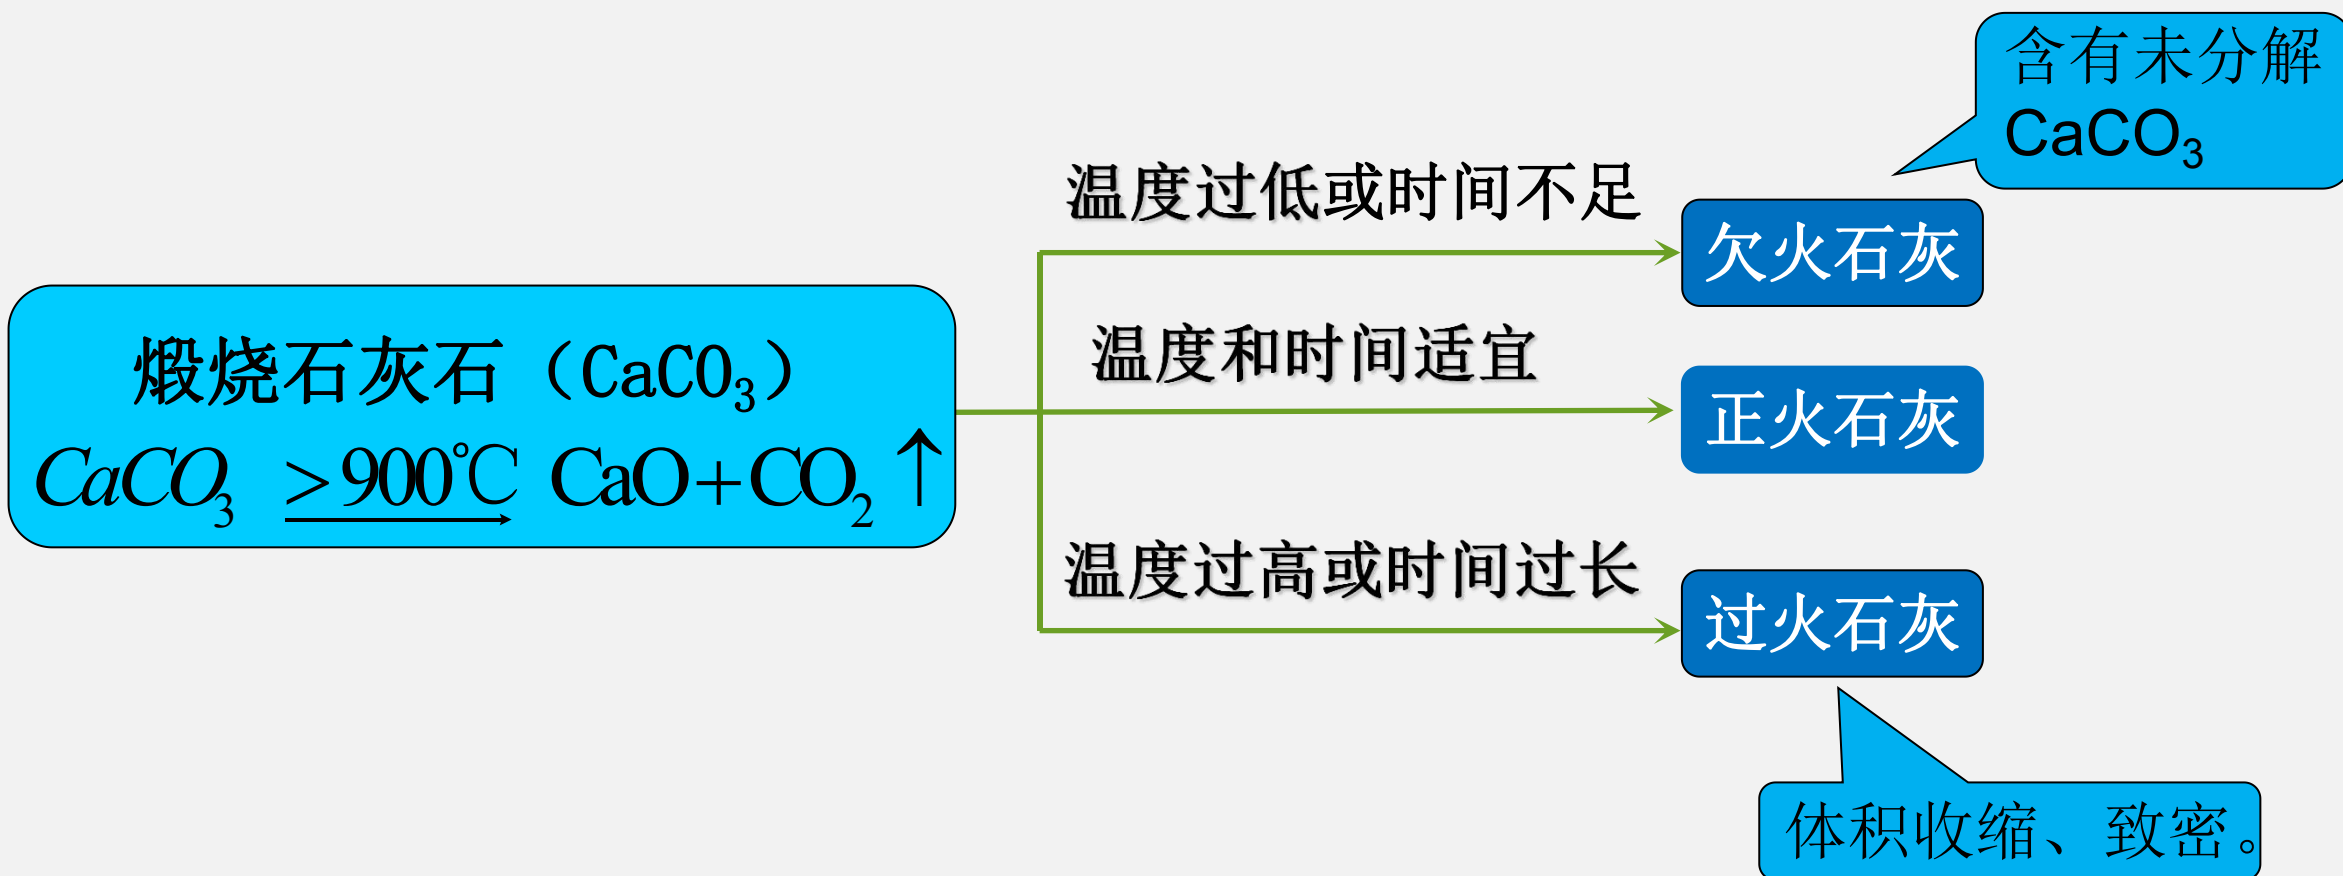 含有未分解
CaCO₃
温度过低或时间不足
欠火石灰
煅烧石灰石（CaCO₃）
CaCO₃ >900℃ CaO+CO₂ ↑
温度和时间适宜
正火石灰
温度过高或时间过长
过火石灰
体积收缩、致密。